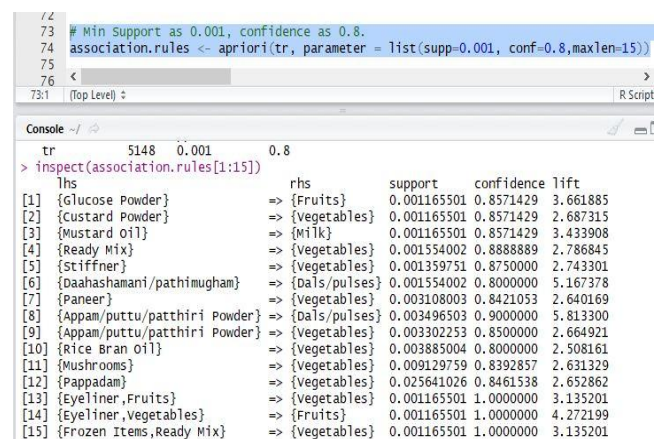 72
73 # Min Support as 0.001, confidence as 0.8.
74 association.rules <- apriori(tr, parameter = list(supp=0.001, conf=0.8,maxlen=15))
75
76
73:1 (Top Level) R Script
Console ~/
tr 5148 0.001 0.8
> inspect(association.rules[1:15])
lhs rhs support confidence lift
[1] {Glucose Powder} => {Fruits} 0.001165501 0.8571429 3.661885
[2] {Custard Powder} => {Vegetables} 0.001165501 0.8571429 2.687315
[3] {Mustard Oil} => {Milk} 0.001165501 0.8571429 3.433908
[4] {Ready Mix} => {Vegetables} 0.001554002 0.8888889 2.786845
[5] {Stiffner} => {Vegetables} 0.001359751 0.8750000 2.743301
[6] {Daahashamani/pathimugham} => {Dals/pulses} 0.001554002 0.8000000 5.167378
[7] {Paneer} => {Vegetables} 0.003108003 0.8421053 2.640169
[8] {Appam/puttu/patthiri Powder} => {Dals/pulses} 0.003496503 0.9000000 5.813300
[9] {Appam/puttu/patthiri Powder} => {Vegetables} 0.003302253 0.8500000 2.664921
[10] {Rice Bran Oil} => {Vegetables} 0.003885004 0.8000000 2.508161
[11] {Mushrooms} => {Vegetables} 0.009129759 0.8392857 2.631329
[12] {Pappadam} => {Vegetables} 0.025641026 0.8461538 2.652862
[13] {Eyeliner,Fruits} => {Vegetables} 0.001165501 1.0000000 3.135201
[14] {Eyeliner,Vegetables} => {Fruits} 0.001165501 1.0000000 4.272199
[15] {Frozen Items,Ready Mix} => {Vegetables} 0.001165501 1.0000000 3.135201